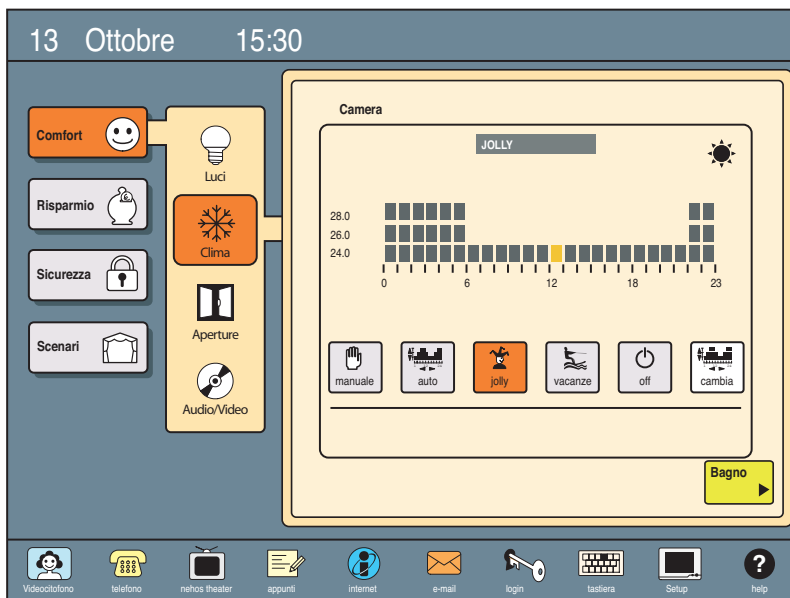 13 Ottobre 15:30
Comfort
Risparmio
Sicurezza
Scenari
Luci
Clima
Aperture
Audio/Video
Camera
JOLLY
28.0
26.0
24.0
0 6 12 18 23
manuale auto jolly vacanze off cambia
Bagno
Videocitofono telefono nehos theater appunti internet e-mail login tastiera Setup help